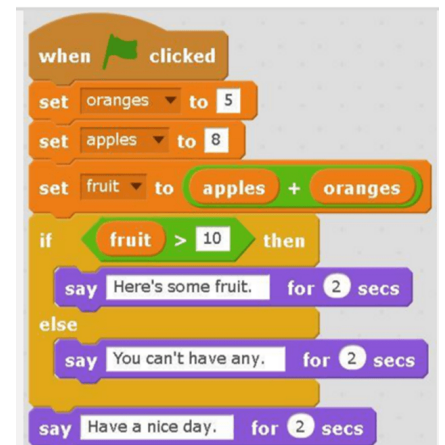 when clicked
set oranges to 5
set apples to 8
set fruit to apples + oranges
if fruit > 10 then
say Here's some fruit. for 2 secs
else
say You can't have any. for 2 secs
say Have a nice day. for 2 secs